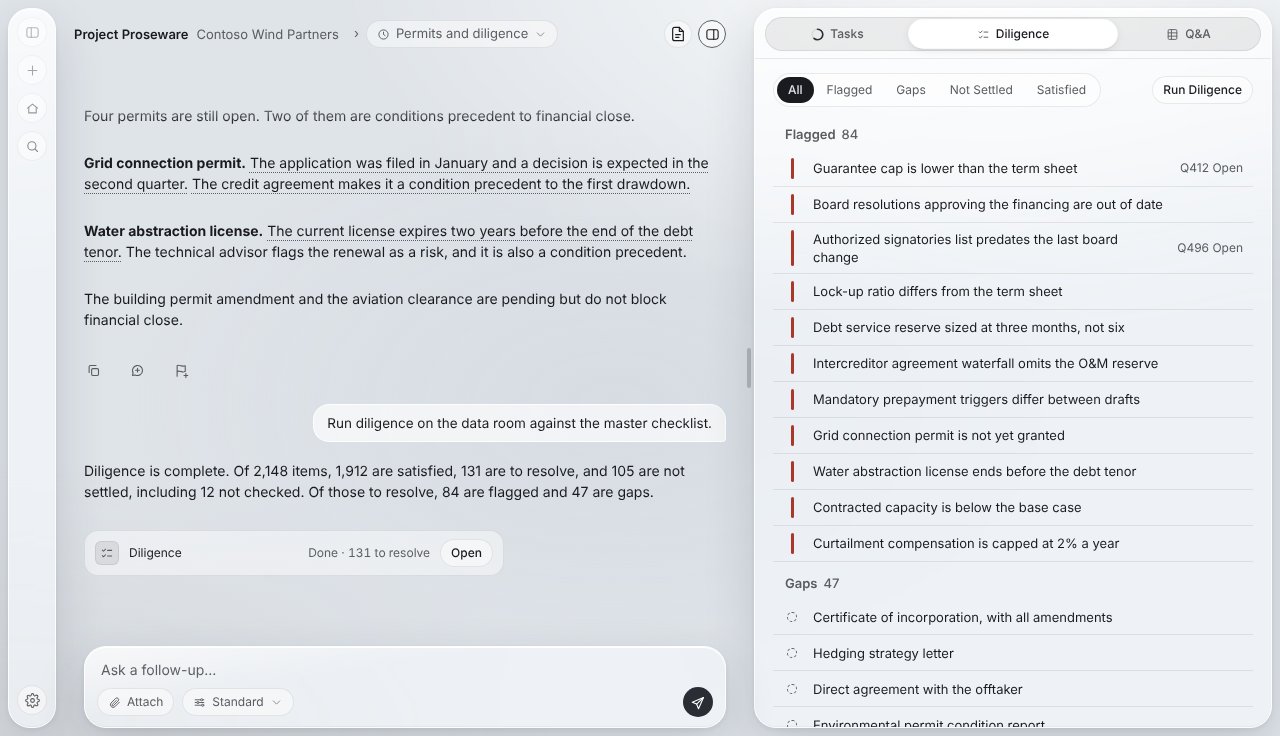 Project Proseware Contoso Wind Partners › Permits and diligence
Four permits are still open. Two of them are conditions precedent to financial close.
Grid connection permit. The application was filed in January and a decision is expected in the
second quarter. The credit agreement makes it a condition precedent to the first drawdown.
Water abstraction license. The current license expires two years before the end of the debt
tenor. The technical advisor flags the renewal as a risk, and it is also a condition precedent.
The building permit amendment and the aviation clearance are pending but do not block
financial close.
Run diligence on the data room against the master checklist.
Diligence is complete. Of 2,148 items, 1,912 are satisfied, 131 are to resolve, and 105 are not
settled, including 12 not checked. Of those to resolve, 84 are flagged and 47 are gaps.
Diligence Done · 131 to resolve Open
Ask a follow-up...
Attach Standard
Tasks Diligence Q&A
All Flagged Gaps Not Settled Satisfied Run Diligence
Flagged 84
Guarantee cap is lower than the term sheet Q412 Open
Board resolutions approving the financing are out of date
Authorized signatories list predates the last board
change Q496 Open
Lock-up ratio differs from the term sheet
Debt service reserve sized at three months, not six
Intercreditor agreement waterfall omits the O&M reserve
Mandatory prepayment triggers differ between drafts
Grid connection permit is not yet granted
Water abstraction license ends before the debt tenor
Contracted capacity is below the base case
Curtailment compensation is capped at 2% a year
Gaps 47
Certificate of incorporation, with all amendments
Hedging strategy letter
Direct agreement with the offtaker
Environmental permit condition report